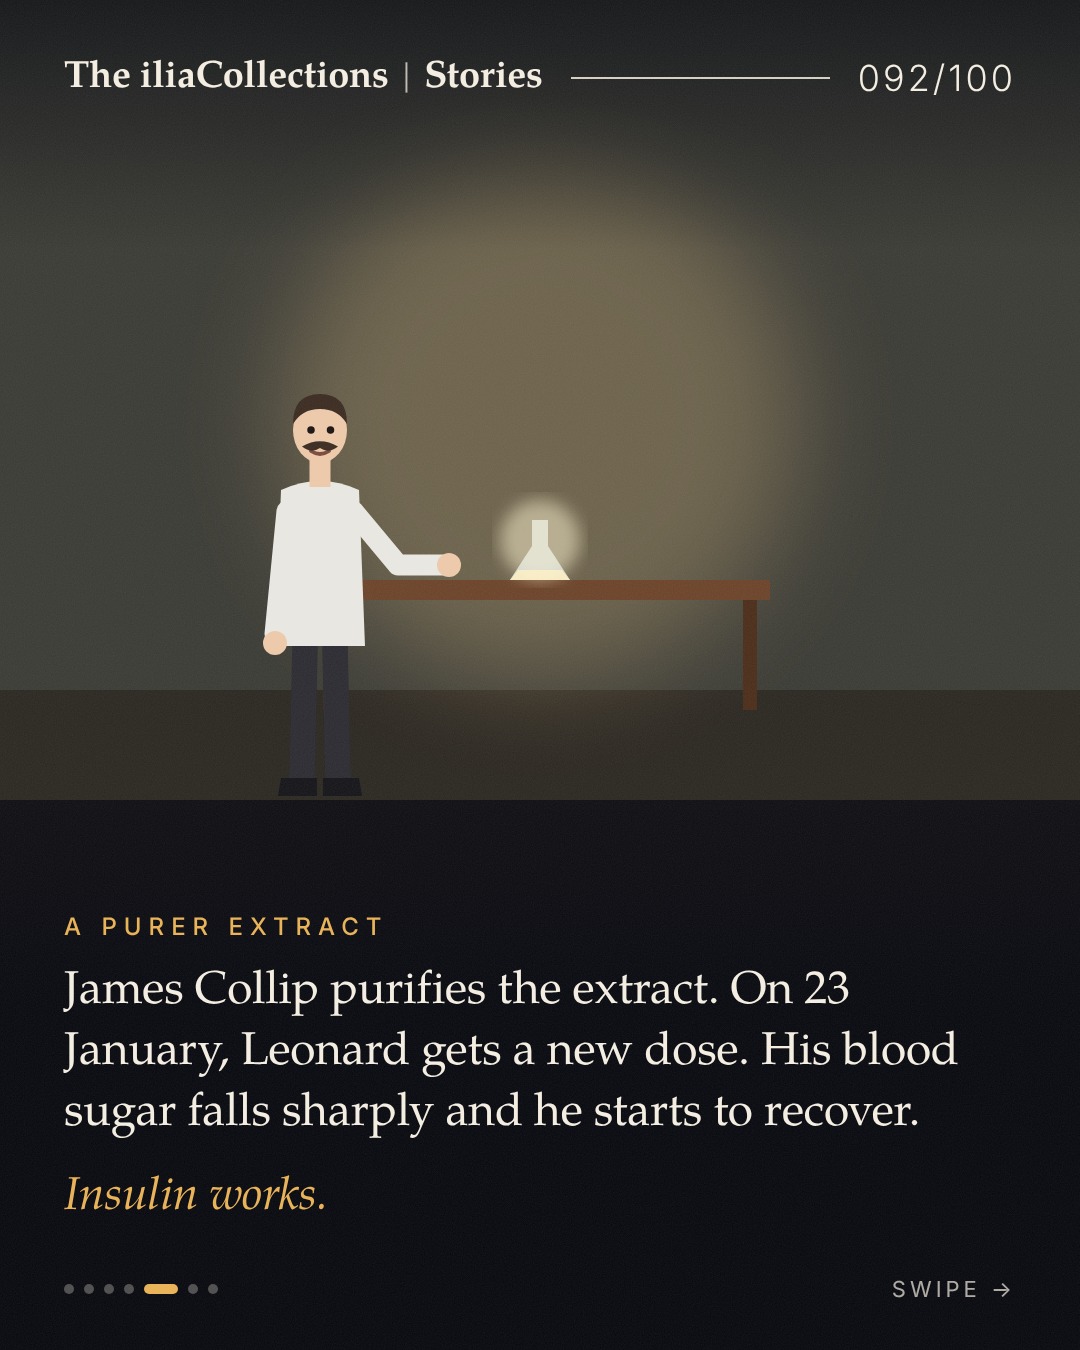 The iliaCollections | Stories 092/100
A PURER EXTRACT
James Collip purifies the extract. On 23
January, Leonard gets a new dose. His blood
sugar falls sharply and he starts to recover.
Insulin works.
SWIPE →